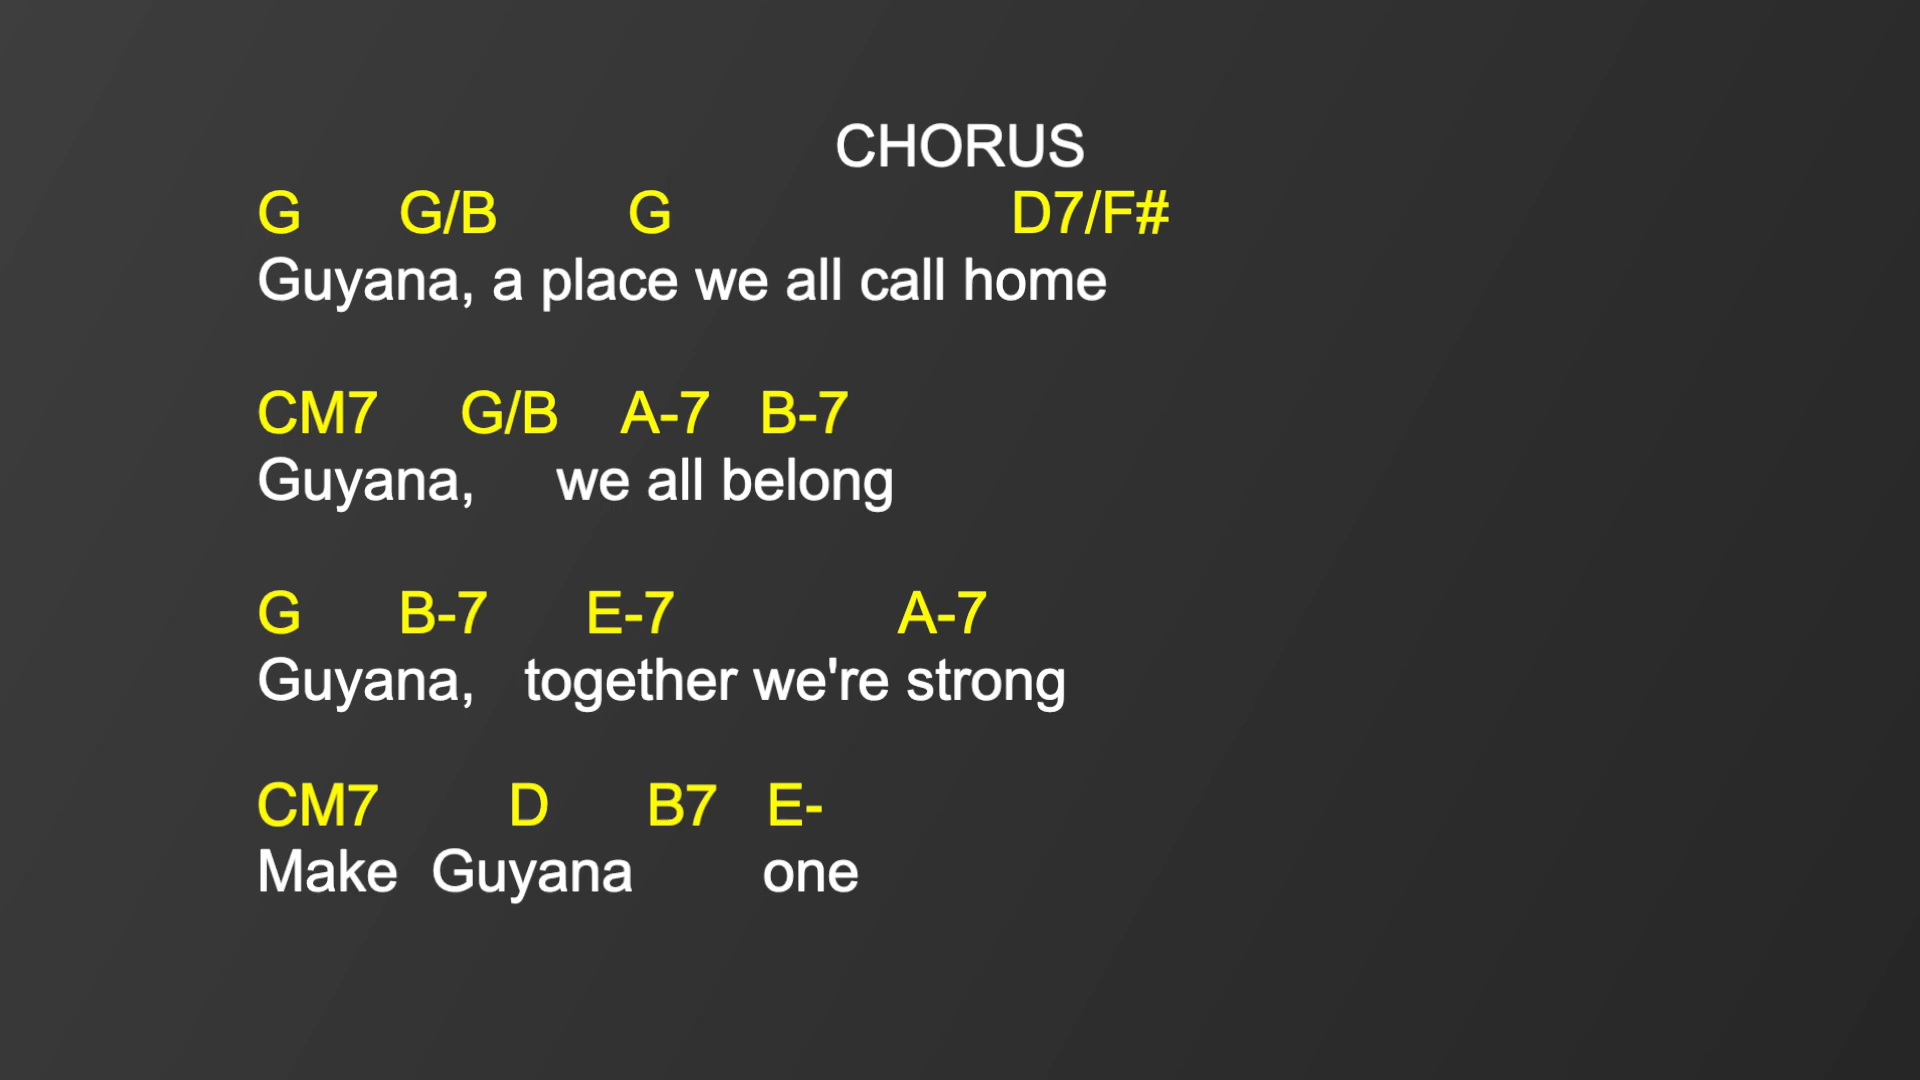 CHORUS
G G/B G D7/F#
Guyana, a place we all call home
CM7 G/B A-7 B-7
Guyana, we all belong
G B-7 E-7 A-7
Guyana, together we're strong
CM7 D B7 E-
Make Guyana one